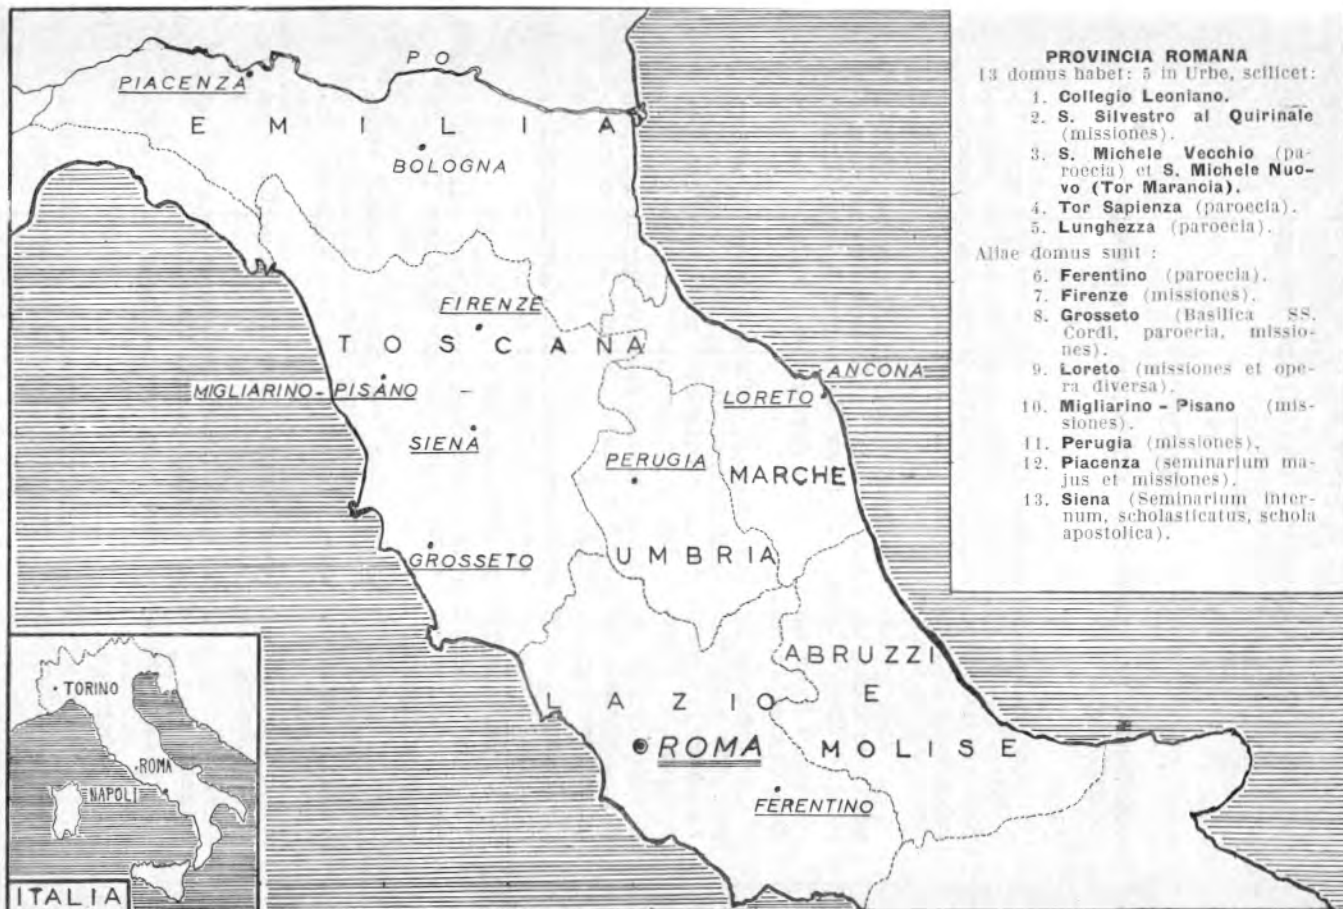 PO
PIACENZA
EMILIA
BOLOGNA
FIRENZE
TOSCANA
MIGLIARINO-PISANO
ANCONA
LORETO
SIENA
PERUGIA
MARCHE
GROSSETO
UMBRIA
ABRUZZI
E
MOLISE
LAZIO
ROMA
FERENTINO
TORINO
ROMA
NAPOLI
ITALIA
PROVINCIA ROMANA
13 domus habet: 5 in Urbe, scilicet:
1. Collegio Leoniano.
2. S. Silvestro al Quirinale
(missiones).
3. S. Michele Vecchio (pa-
roecia) et S. Michele Nuo-
vo (Tor Marancia).
4. Tor Sapienza (paroecia).
5. Lunghezza (paroecia).
Aliae domus sunt :
6. Ferentino (paroecia).
7. Firenze (missiones).
8. Grosseto (Basilica SS.
Cordi, paroecia, missio-
nes).
9. Loreto (missiones et ope-
ra diversa).
10. Migliarino - Pisano (mis-
siones).
11. Perugia (missiones).
12. Piacenza (seminarium ma-
jus et missiones).
13. Siena (Seminarium inter-
num, scholasticatus, schola
apostolica).